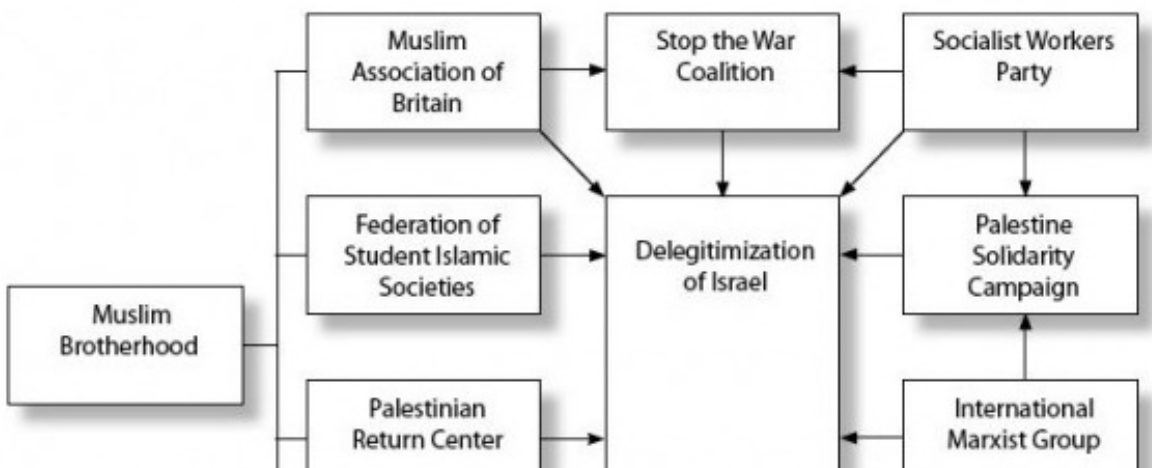 Muslim
Association of
Britain
Stop the War
Coalition
Socialist Workers
Party
Federation of
Student Islamic
Societies
Delegitimization
of Israel
Palestine
Solidarity
Campaign
Muslim
Brotherhood
Palestinian
Return Center
International
Marxist Group